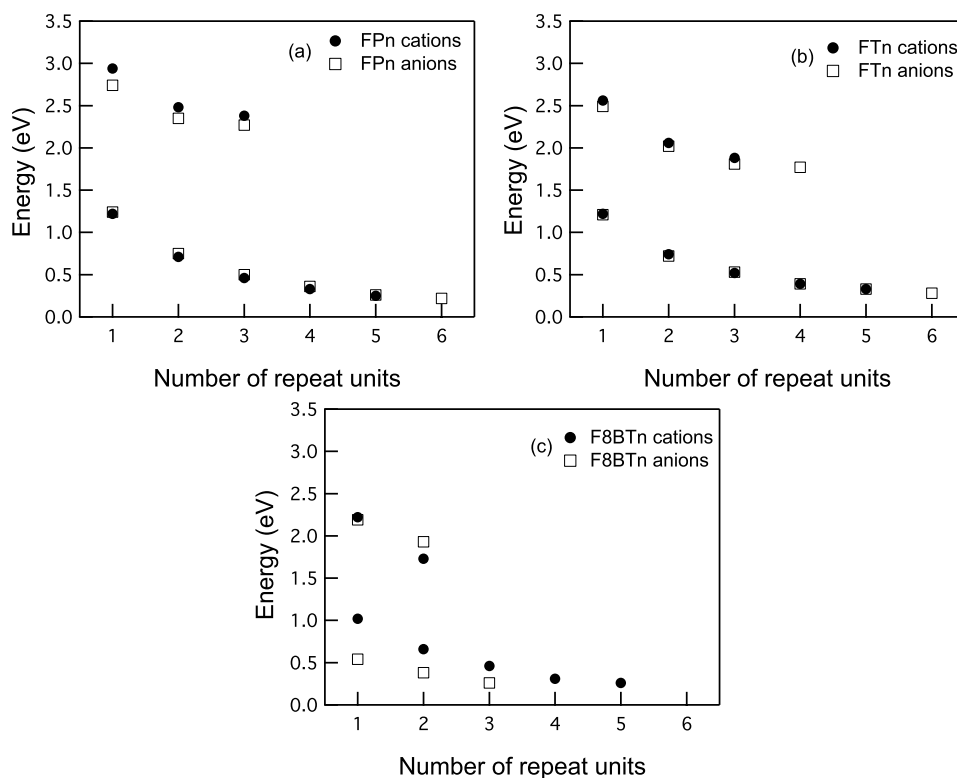 (a)
FPn cations
FPn anions
Energy (eV)
3.5
3.0
2.5
2.0
1.5
1.0
0.5
0.0
1 2 3 4 5 6
Number of repeat units
(b)
FTn cations
FTn anions
Energy (eV)
3.5
3.0
2.5
2.0
1.5
1.0
0.5
0.0
1 2 3 4 5 6
Number of repeat units
(c)
F8BTn cations
F8BTn anions
Energy (eV)
3.5
3.0
2.5
2.0
1.5
1.0
0.5
0.0
1 2 3 4 5 6
Number of repeat units